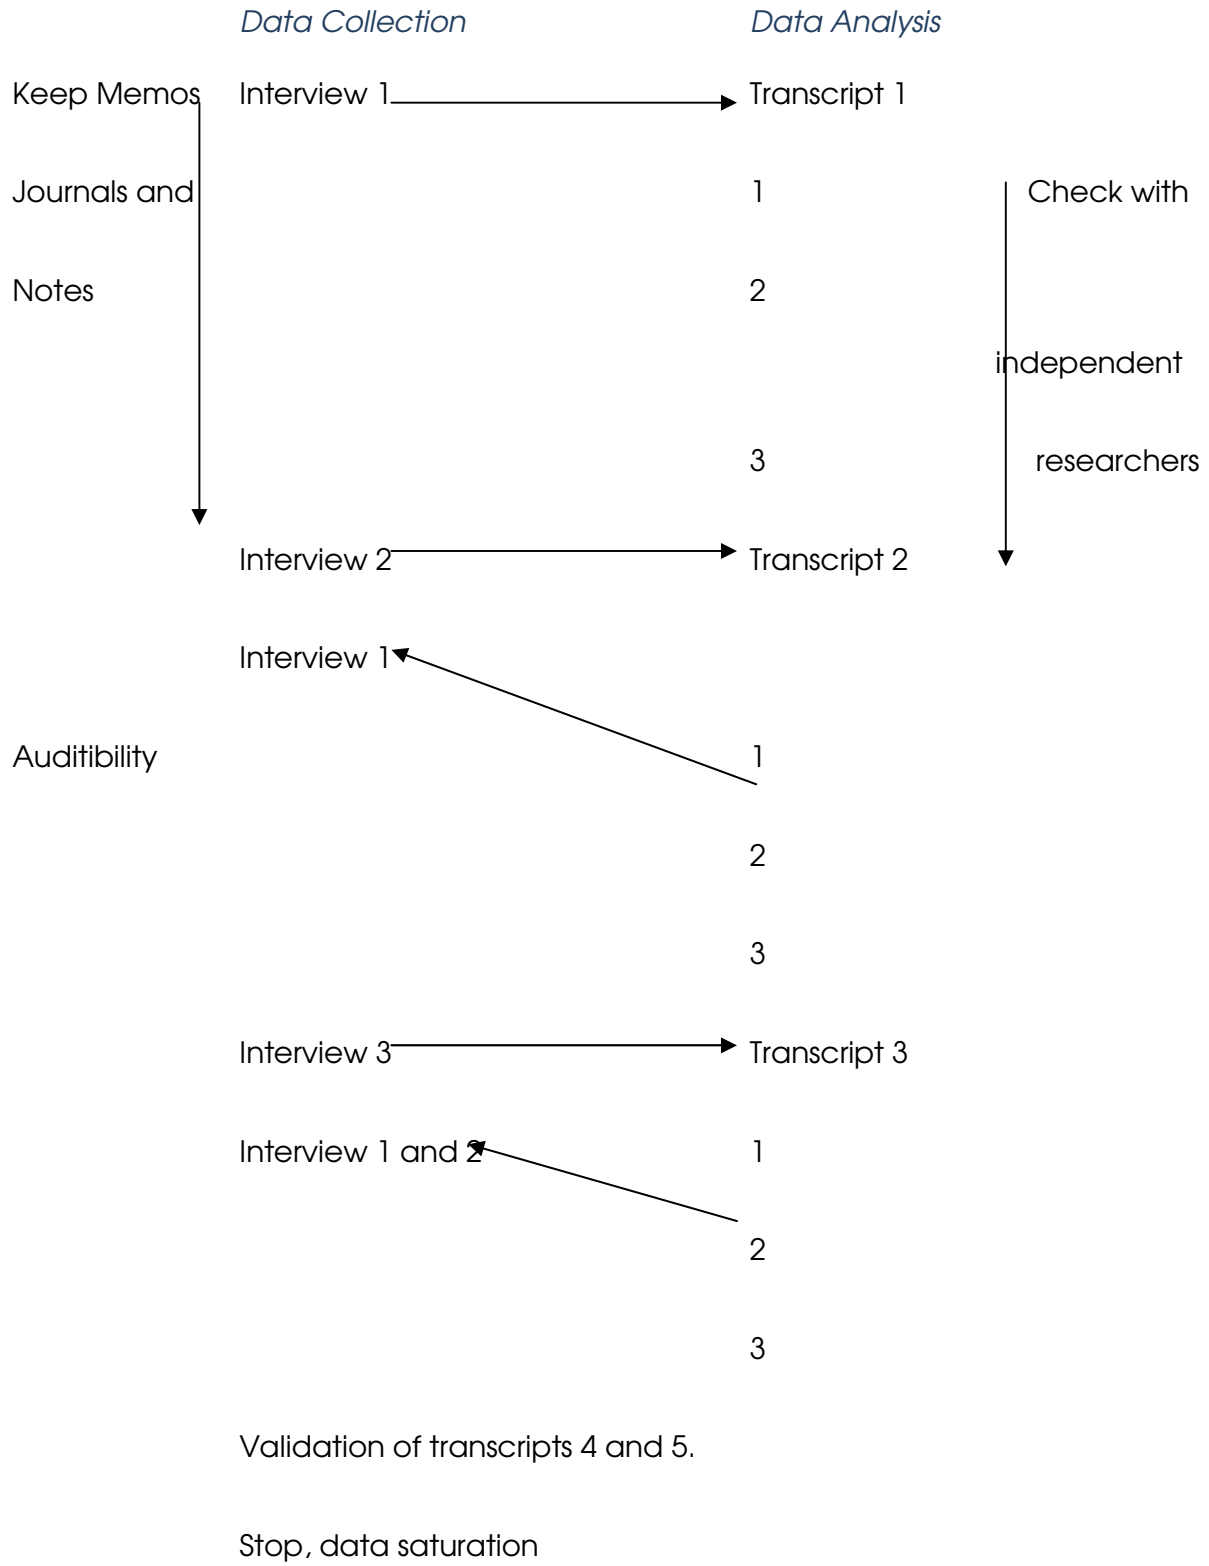 Data Collection Data Analysis
Keep Memos Interview 1 Transcript 1
Journals and 1 Check with
Notes 2
independent
3 researchers
Interview 2 Transcript 2
Interview 1
Auditibility 1
2
3
Interview 3 Transcript 3
Interview 1 and 2 1
2
3
Validation of transcripts 4 and 5.
Stop, data saturation